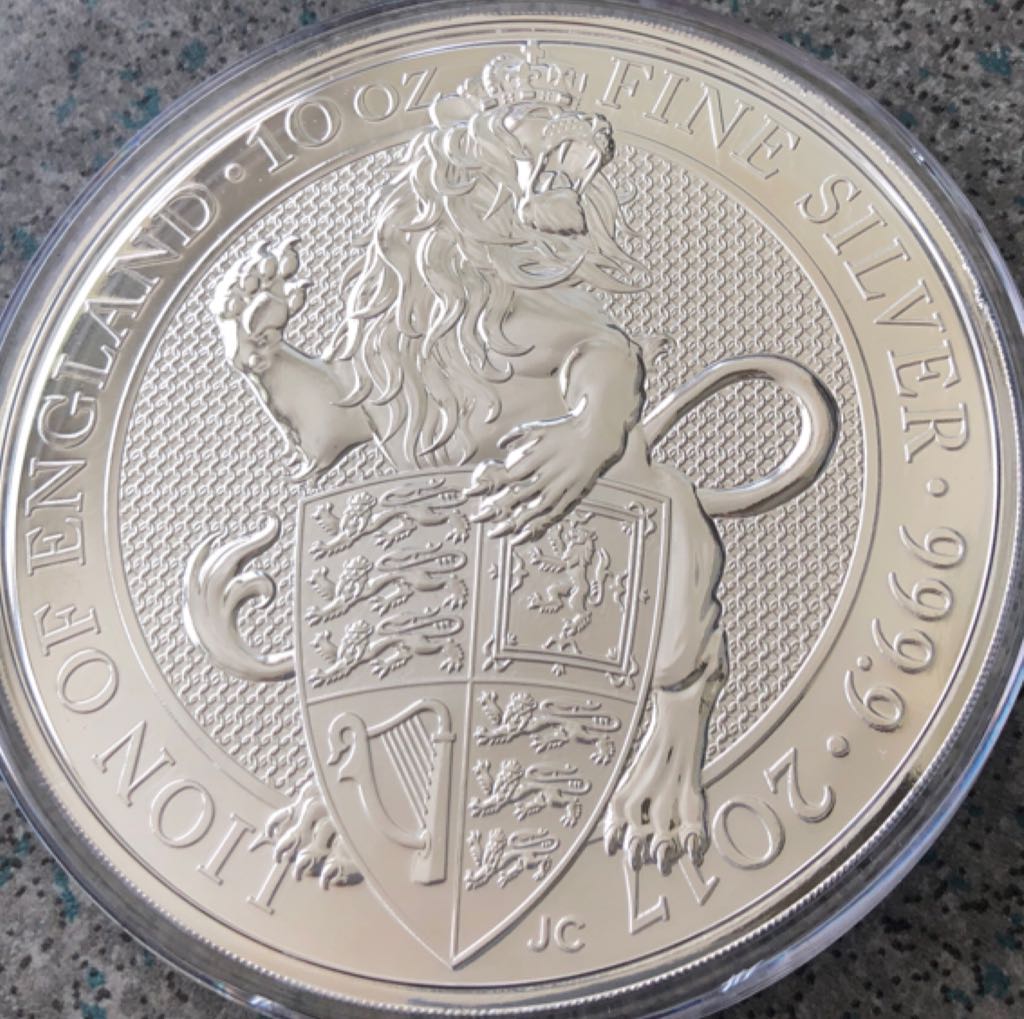 LION OF ENGLAND · 10 OZ FINE SILVER · 999.9 · 2017
JC